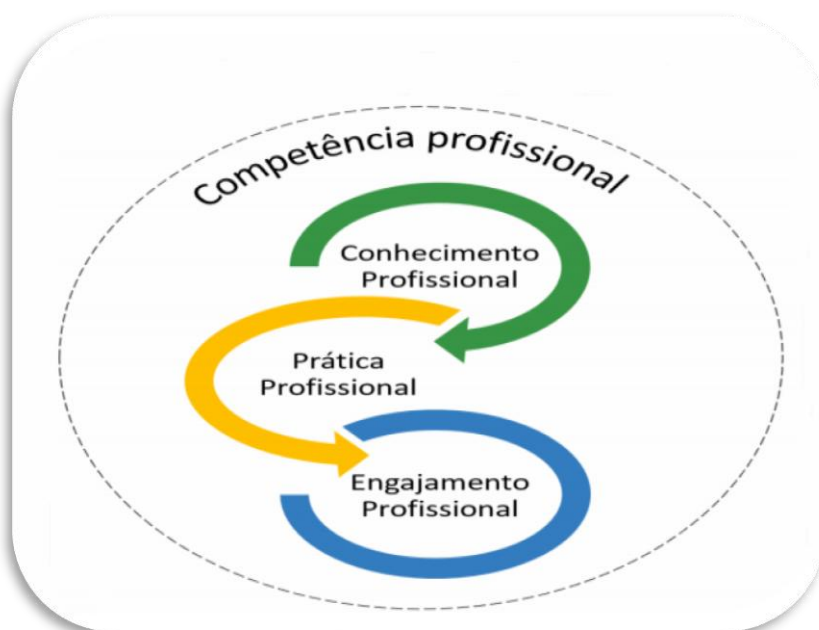 Competência profissional
Conhecimento
Profissional
Prática
Profissional
Engajamento
Profissional